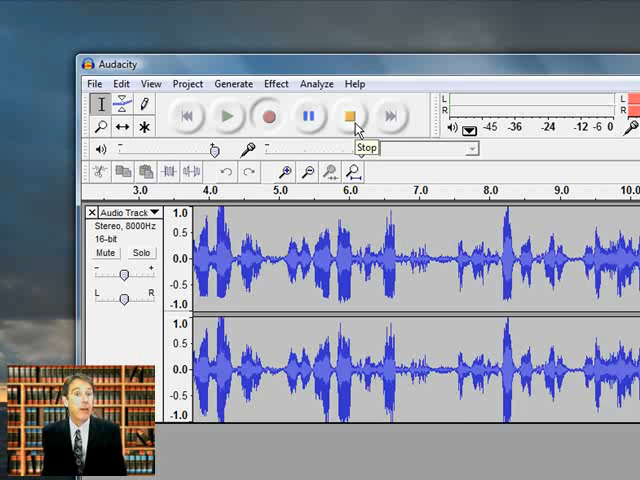 Audacity
File Edit View Project Generate Effect Analyze Help
L
R
-48 -36 -24 -12 -6 0
L
R
Stop
3.0 4.0 5.0 6.0 7.0 8.0 9.0 10.0
Audio Track
Stereo, 8000Hz
16-bit
Mute Solo
- +
L R
1.0
0.5
0.0
-0.5
-1.0
1.0
0.5
0.0
-0.5
-1.0